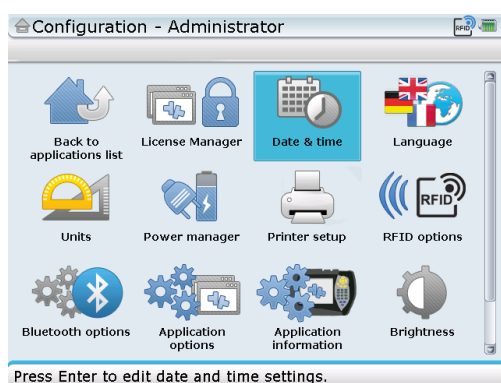 Configuration - Administrator
RFID
Back to
applications list
License Manager
Date & time
Language
Units
Power manager
Printer setup
RFID
RFID options
Bluetooth options
Application
options
Application
information
Brightness
Press Enter to edit date and time settings.